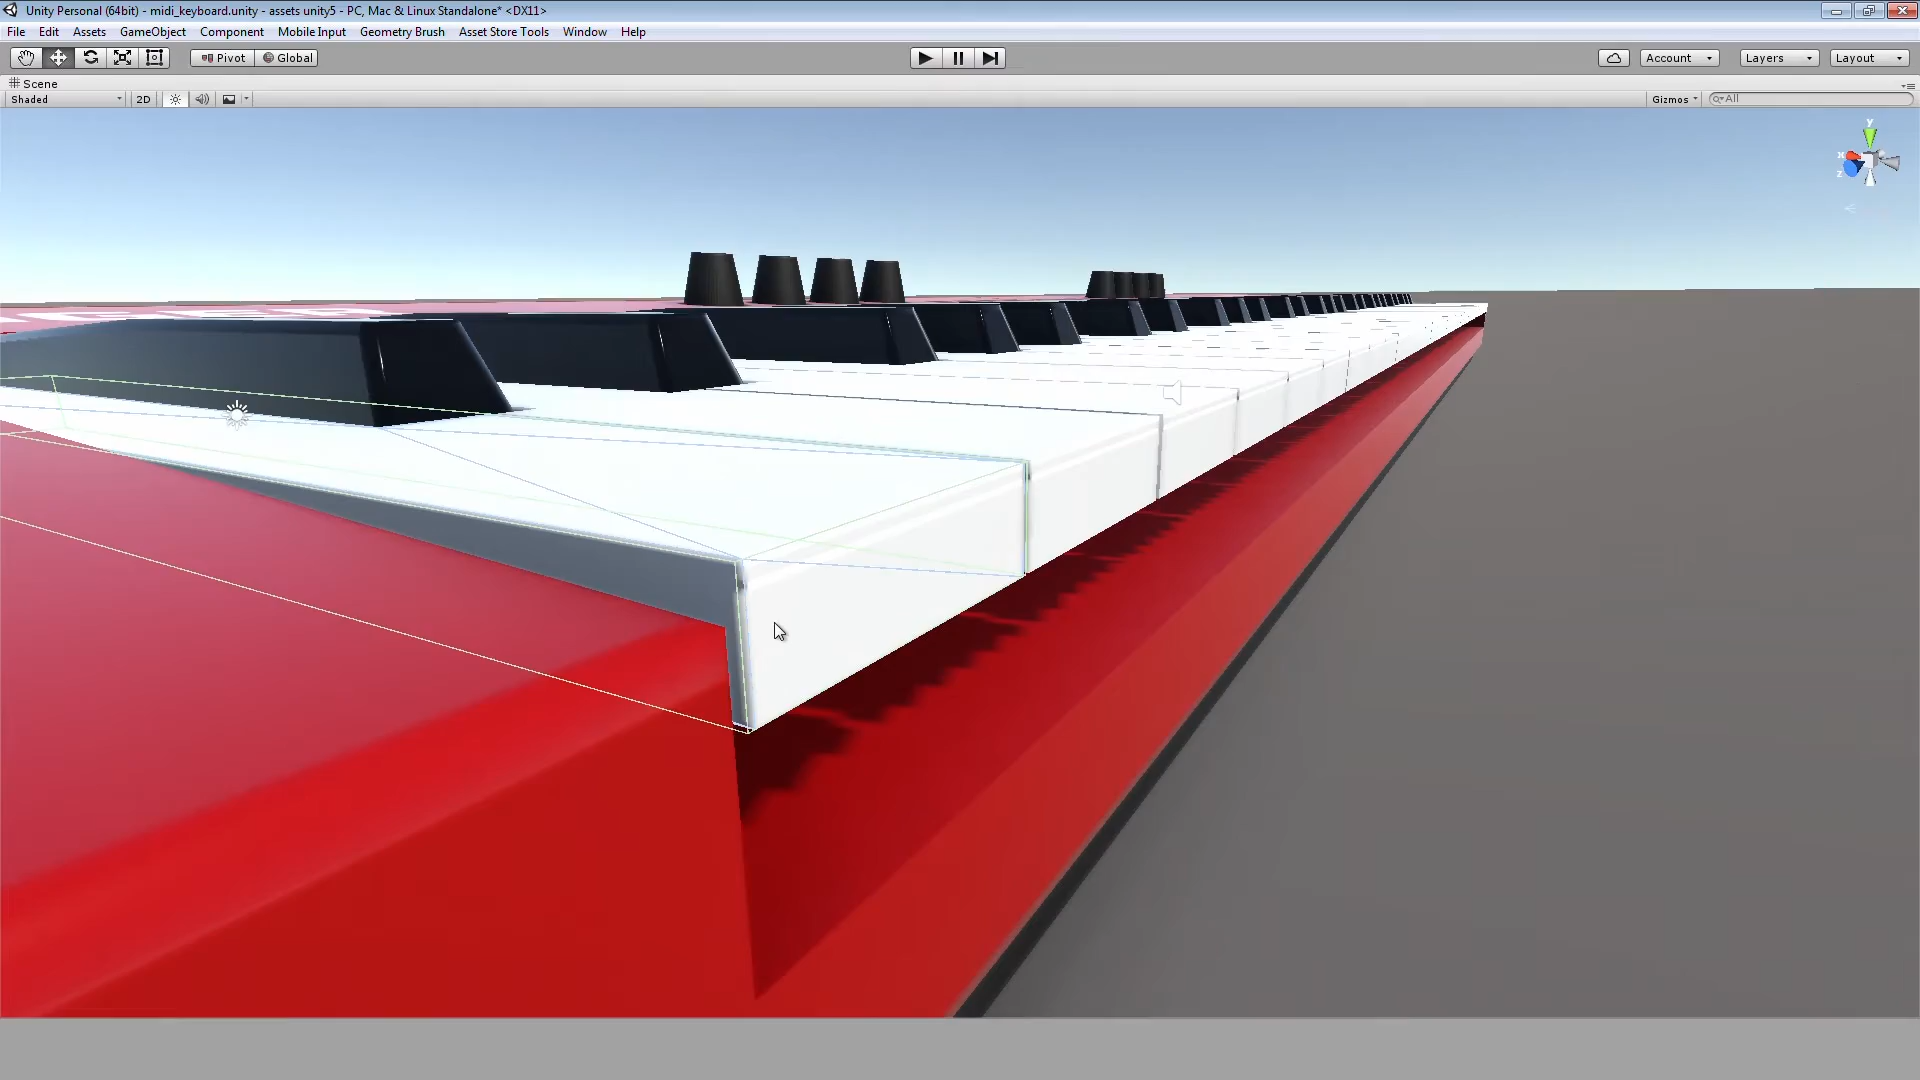 Unity Personal (64bit) - midi_keyboard.unity - assets unity5 - PC, Mac & Linux Standalone* <DX11>
File Edit Assets GameObject Component Mobile Input Geometry Brush Asset Store Tools Window Help
Pivot Global Account Layers Layout
Scene
Shaded 2D Gizmos All
y
x
z